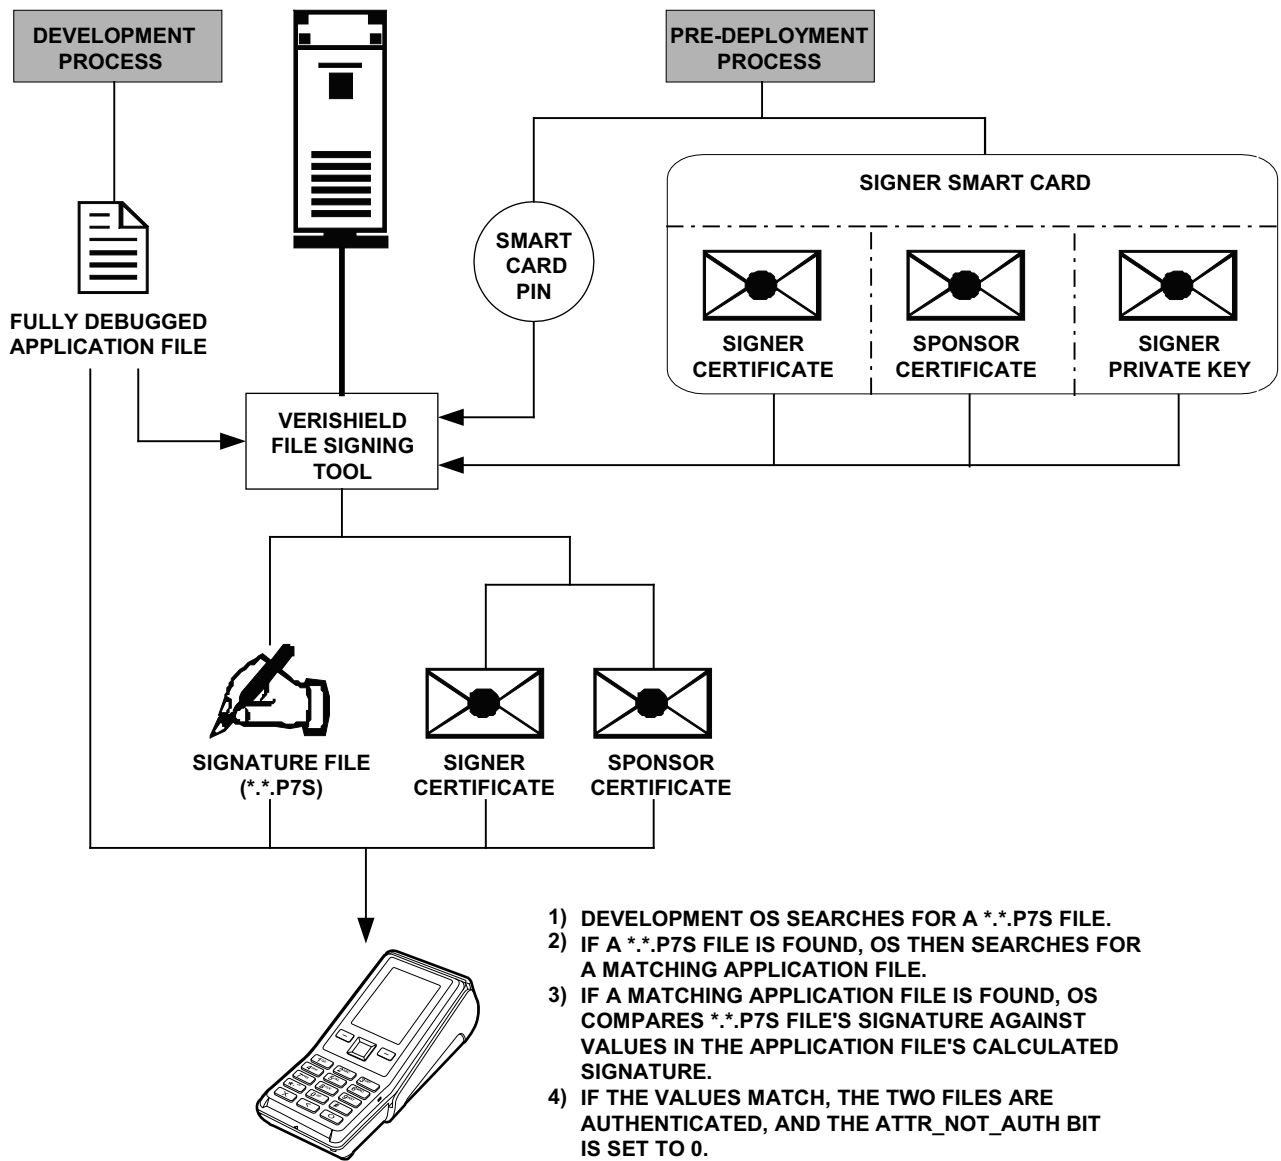 DEVELOPMENT
PROCESS
PRE-DEPLOYMENT
PROCESS
SIGNER SMART CARD
SMART
CARD
PIN
FULLY DEBUGGED
APPLICATION FILE
SIGNER
CERTIFICATE
SPONSOR
CERTIFICATE
SIGNER
PRIVATE KEY
VERISHIELD
FILE SIGNING
TOOL
SIGNATURE FILE
(*.*.P7S)
SIGNER
CERTIFICATE
SPONSOR
CERTIFICATE
1) DEVELOPMENT OS SEARCHES FOR A *.*.P7S FILE.
2) IF A *.*.P7S FILE IS FOUND, OS THEN SEARCHES FOR
A MATCHING APPLICATION FILE.
3) IF A MATCHING APPLICATION FILE IS FOUND, OS
COMPARES *.*.P7S FILE'S SIGNATURE AGAINST
VALUES IN THE APPLICATION FILE'S CALCULATED
SIGNATURE.
4) IF THE VALUES MATCH, THE TWO FILES ARE
AUTHENTICATED, AND THE ATTR_NOT_AUTH BIT
IS SET TO 0.